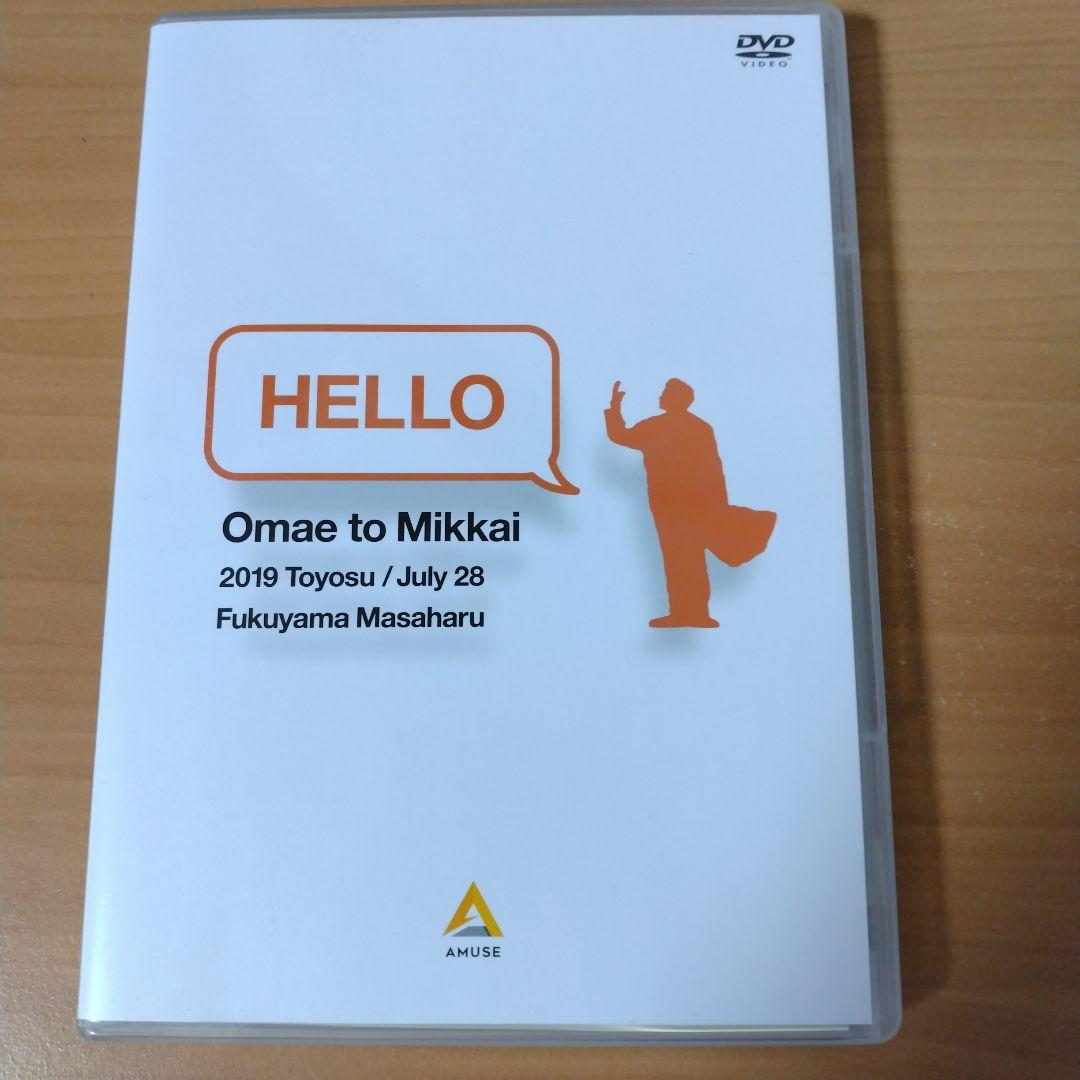 DVD
VIDEO
HELLO
Omae to Mikkai
2019 Toyosu / July 28
Fukuyama Masaharu
AMUSE